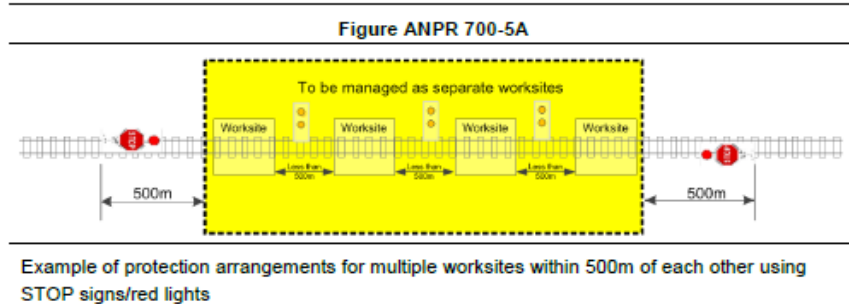 Figure ANPR 700-5A
To be managed as separate worksites
Worksite Worksite Worksite Worksite
STOP
Less than 500m
Less than 500m
Less than 500m
STOP
500m
500m
Example of protection arrangements for multiple worksites within 500m of each other using
STOP signs/red lights